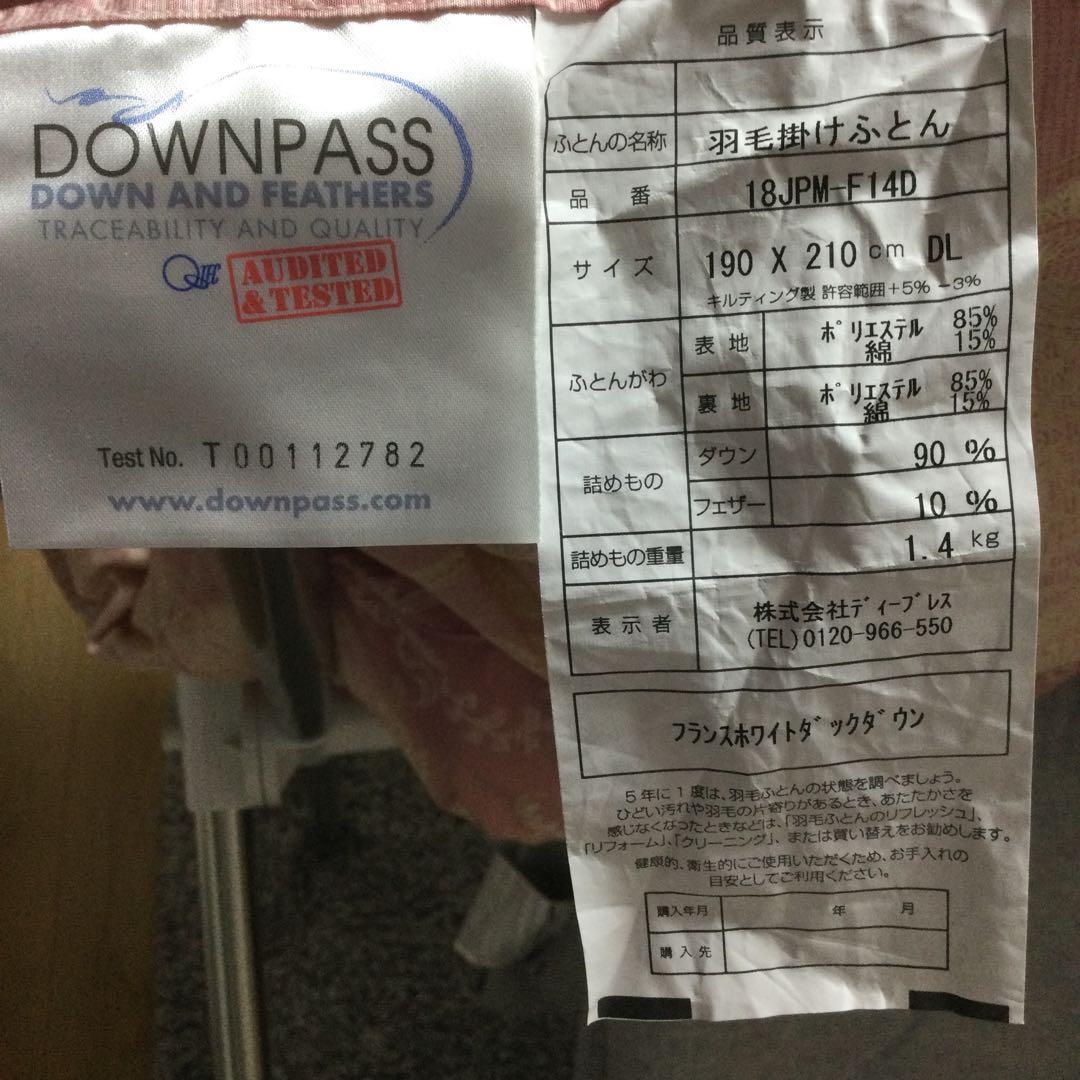 DOWNPASS
DOWN AND FEATHERS
TRACEABILITY AND QUALITY
AUDITED
& TESTED
Test No. T00112782
www.downpass.com
品質表示
ふとんの名称 羽毛掛けふとん
品番 18JPM-F14D
サイズ 190 X 210 cm DL
キルティング製 許容範囲+5% -3%
ふとんがわ
表地 ポリエステル 85%
綿 15%
裏地 ポリエステル 85%
綿 15%
詰めもの
ダウン 90 %
フェザー 10 %
詰めもの重量 1.4 kg
表示者 株式会社ディーブレス
(TEL)0120-966-550
フランスホワイトダックダウン
5年に1度は、羽毛ふとんの状態を調べましょう。
ひどい汚れや羽毛の片寄りがあるとき、あたたかさを
感じなくなったときなどは、「羽毛ふとんのリフレッシュ」、
「リフォーム」、「クリーニング」、または買い替えをお勧めします。
健康的、衛生的にご使用いただくため、お手入れの
目安としてご利用ください。
購入年月 年 月
購入先